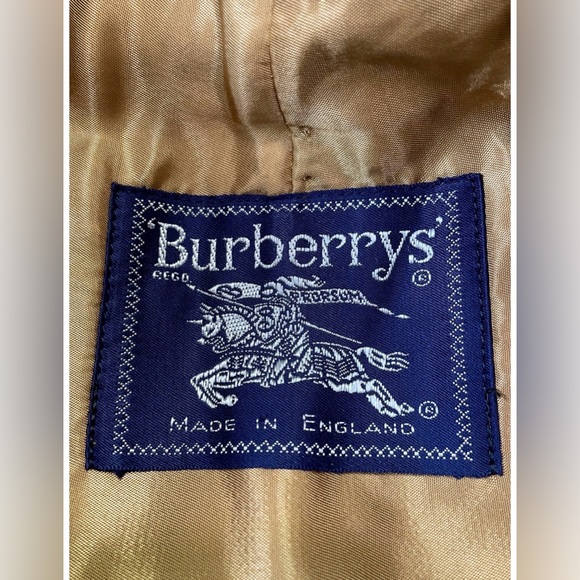 'Burberrys'
REGD ®
PRORSUM
®
MADE IN ENGLAND